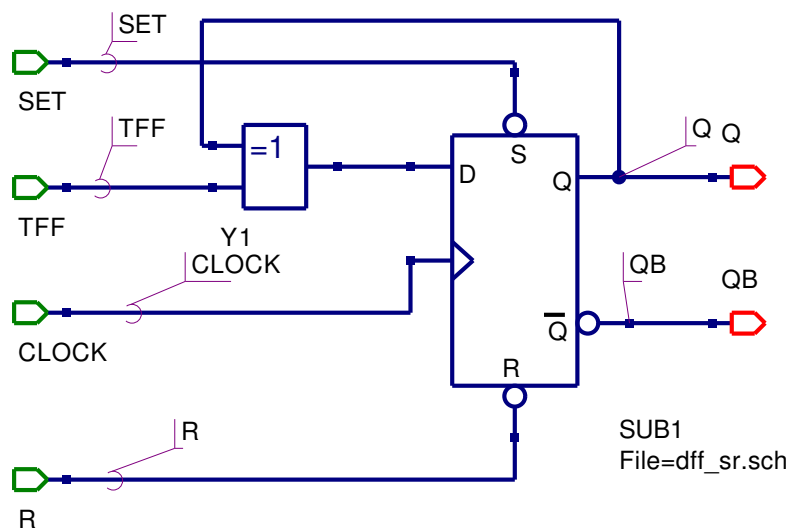 SET
SET
TFF
TFF
=1
Y1
CLOCK
CLOCK
S
D
Q
Q
R
Q Q
QB QB
R
R
SUB1
File=dff_sr.sch